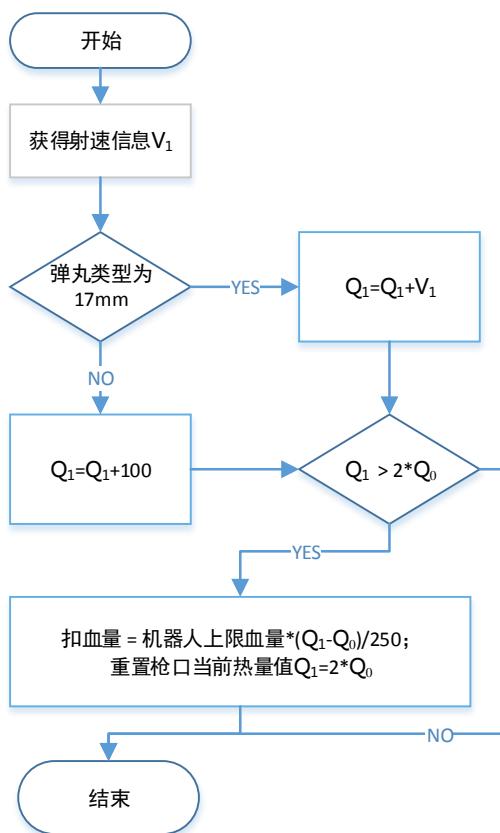 开始
获得射速信息V₁
弹丸类型为
17mm
YES
Q₁=Q₁+V₁
NO
Q₁=Q₁+100
Q₁ > 2*Q₀
YES
扣血量 = 机器人上限血量*(Q₁-Q₀)/250；
重置枪口当前热量值Q₁=2*Q₀
NO
结束